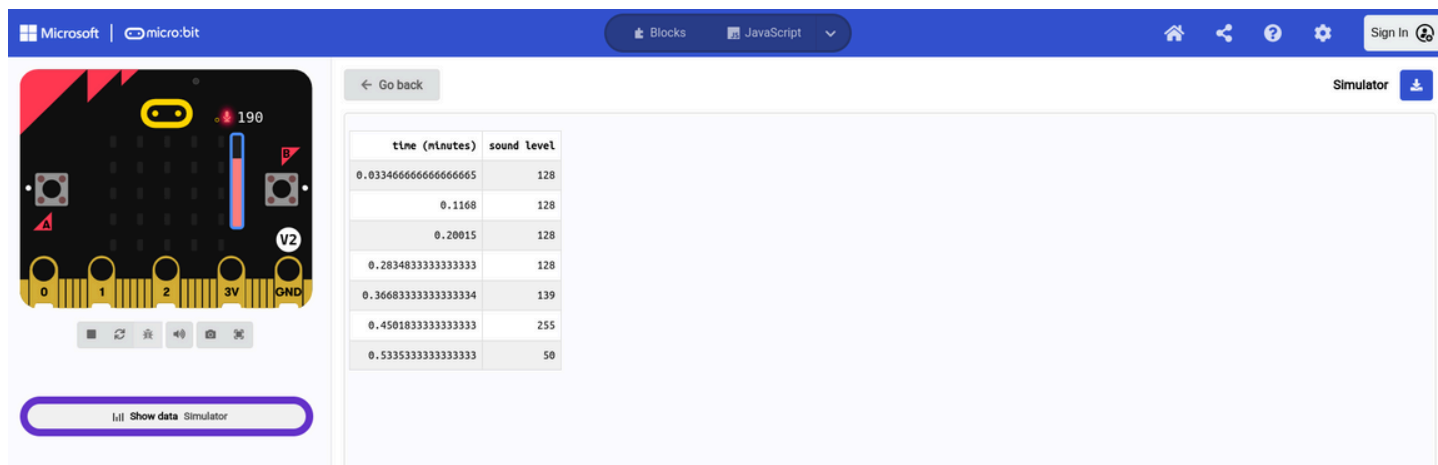 Microsoft micro:bit Blocks JavaScript Sign In
Go back Simulator
190
B
A
V2
0 1 2 3V GND
Show data Simulator
time (minutes) sound level
0.033466666666666665 128
0.1168 128
0.20015 128
0.2834833333333333 128
0.36683333333333334 139
0.4501833333333333 255
0.5335333333333333 50